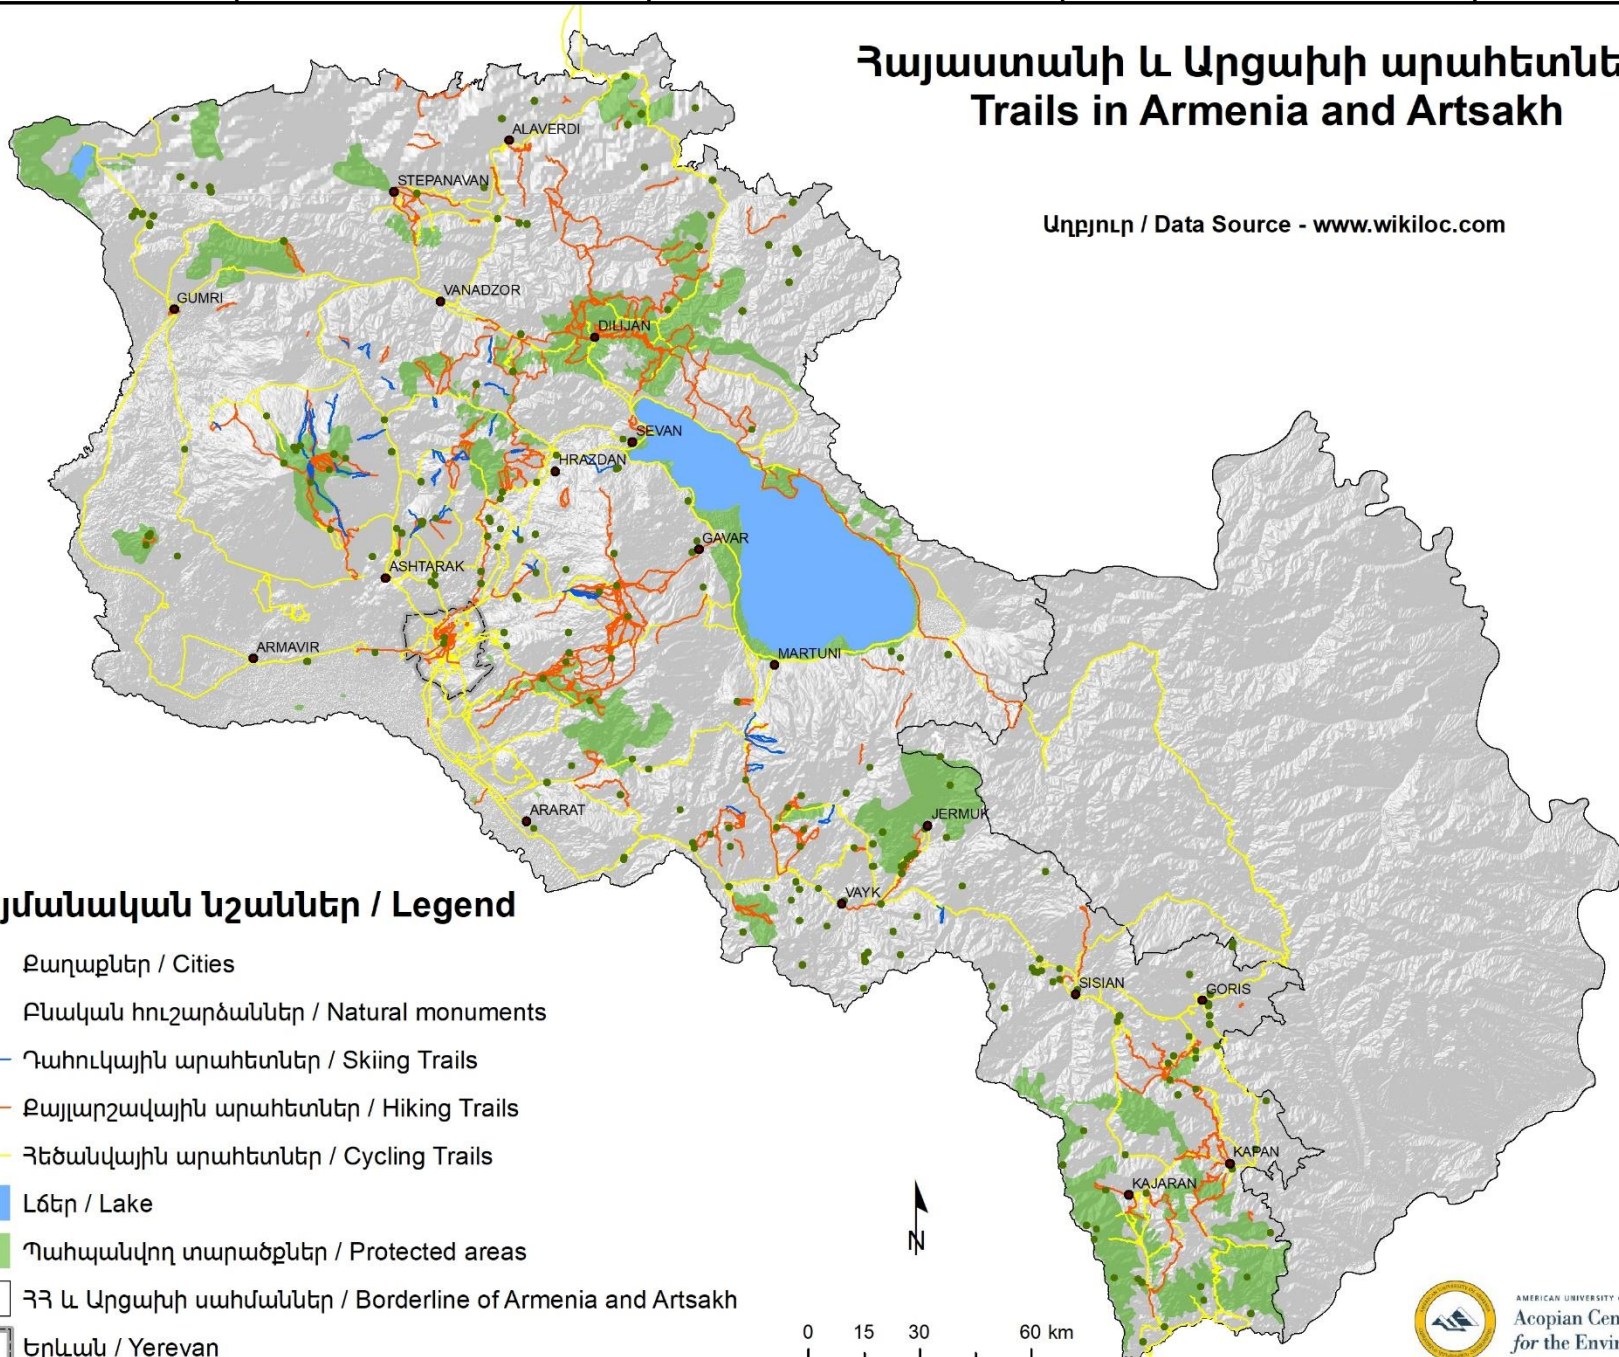 Հայաստանի և Արցախի արահետնե
Trails in Armenia and Artsakh
Աղբյուր / Data Source - www.wikiloc.com
ALAVERDI
STEPANAVAN
GUMRI
VANADZOR
DILIJAN
SEVAN
HRAZDAN
GAVAR
ASHTARAK
ARMAVIR
MARTUNI
ARARAT
JERMUK
VAYK
SISIAN
GORIS
KAPAN
KAJARAN
յմանական նշաններ / Legend
Քաղաքներ / Cities
Բնական հուշարձաններ / Natural monuments
Դահուկային արահետներ / Skiing Trails
Քայլարշավային արահետներ / Hiking Trails
Հեծանվային արահետներ / Cycling Trails
Լճեր / Lake
Պահպանվող տարածքներ / Protected areas
ՀՀ և Արցախի սահմաններ / Borderline of Armenia and Artsakh
Երևան / Yerevan
N
0 15 30 60 km
AMERICAN UNIVERSITY
Acopian Cen
for the Envi